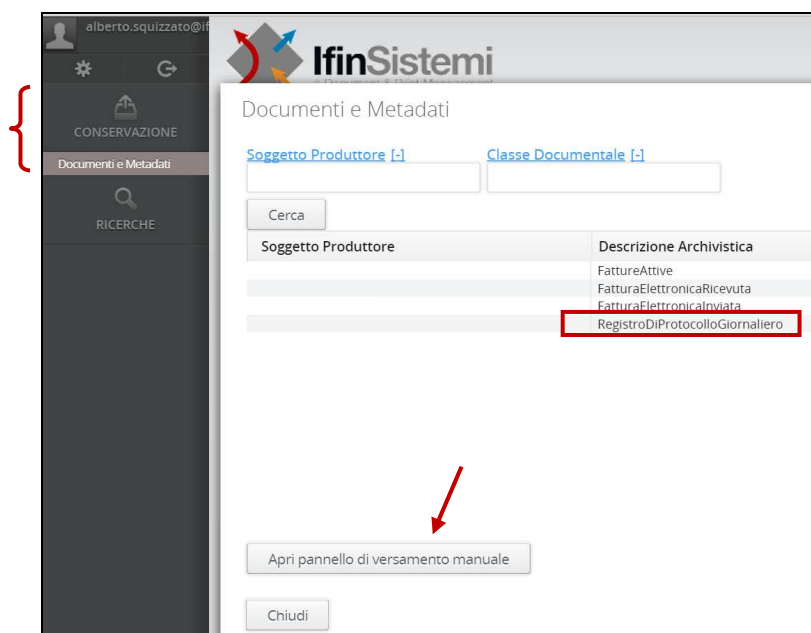 alberto.squizzato@if
IfinSistemi
CONSERVAZIONE
Documenti e Metadati
RICERCHE
Documenti e Metadati
Soggetto Produttore [-] Classe Documentale [-]
Cerca
Soggetto Produttore Descrizione Archivistica
FattureAttive
FatturaElettronicaRicevuta
FatturaElettronicaInviata
RegistroDiProtocolloGiornaliero
Apri pannello di versamento manuale
Chiudi